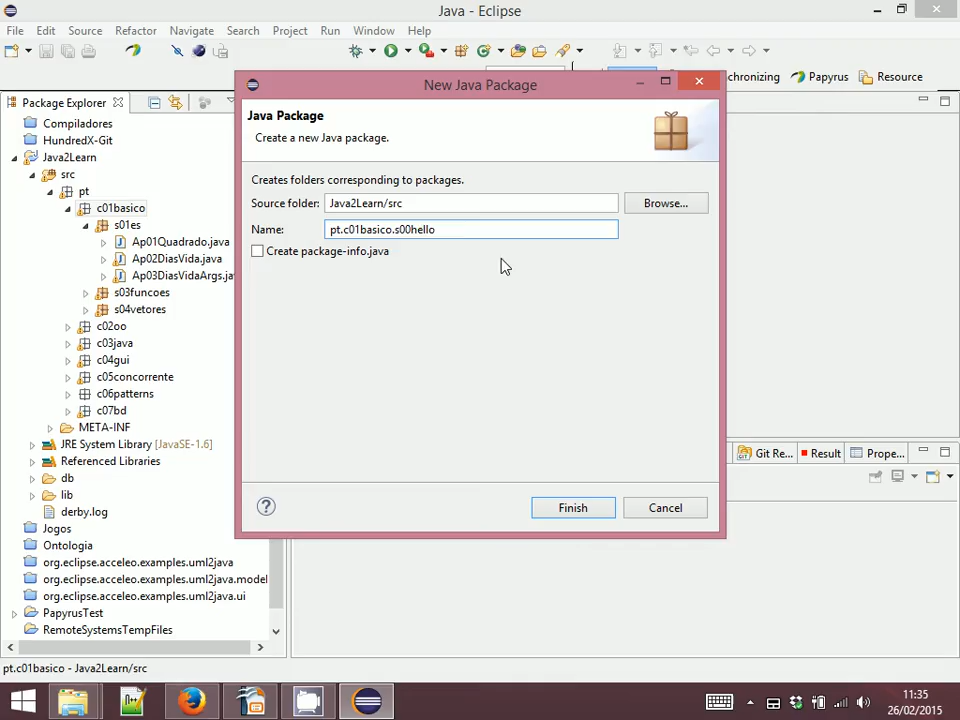 Java - Eclipse
File Edit Source Refactor Navigate Search Project Run Window Help
chronizing Papyrus Resource
Package Explorer
Compiladores
HundredX-Git
Java2Learn
src
pt
c01basico
s01es
Ap01Quadrado.java
Ap02DiasVida.java
Ap03DiasVidaArgs.ja
s03funcoes
s04vetores
c02oo
c03java
c04gui
c05concorrente
c06patterns
c07bd
META-INF
JRE System Library [JavaSE-1.6]
Referenced Libraries
db
lib
derby.log
Jogos
Ontologia
org.eclipse.acceleo.examples.uml2java
org.eclipse.acceleo.examples.uml2java.model
org.eclipse.acceleo.examples.uml2java.ui
PapyrusTest
RemoteSystemsTempFiles
New Java Package
Java Package
Create a new Java package.
Creates folders corresponding to packages.
Source folder: Java2Learn/src Browse...
Name: pt.c01basico.s00hello
Create package-info.java
Finish Cancel
Git Re... Result Prope...
pt.c01basico - Java2Learn/src
11:35
26/02/2015